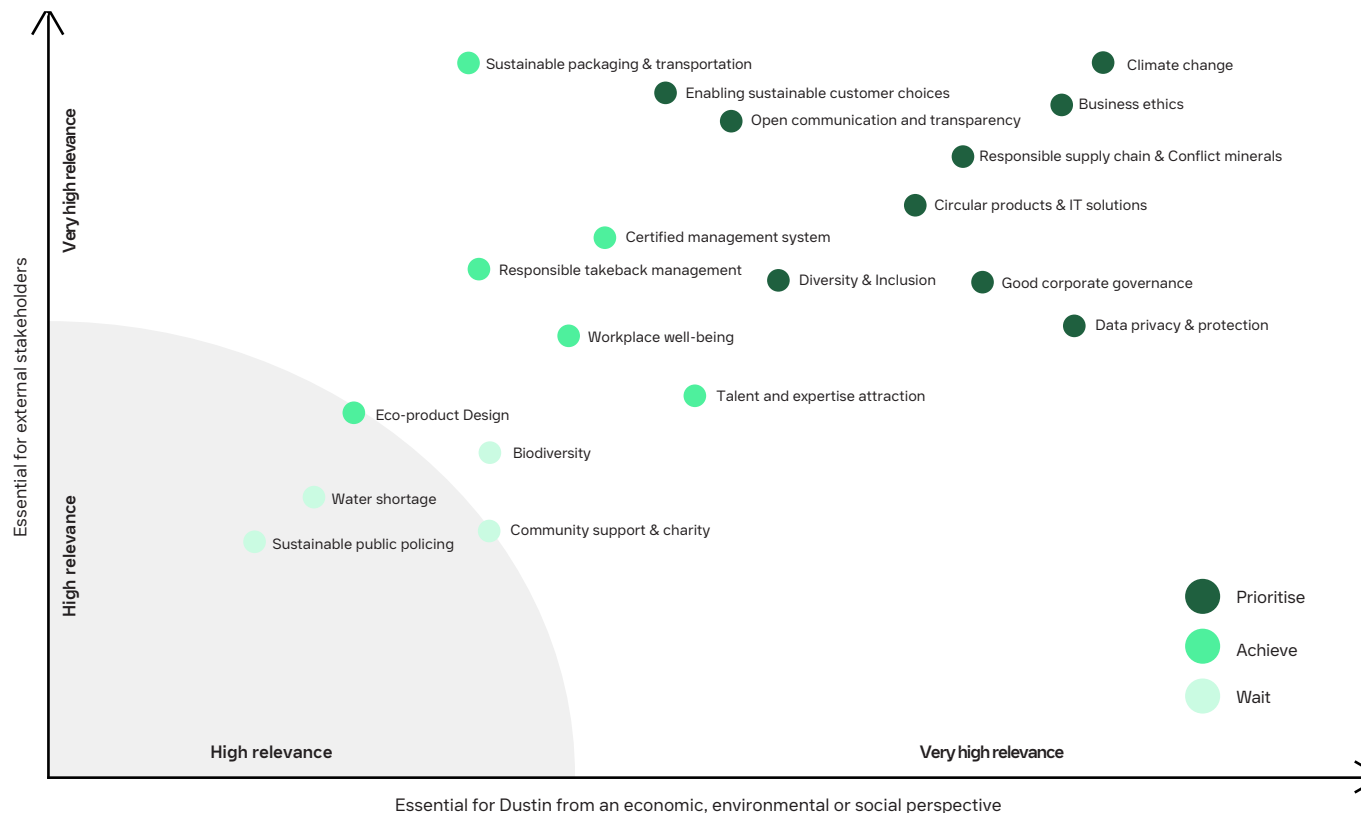 Sustainable packaging & transportation
Climate change
Enabling sustainable customer choices
Business ethics
Open communication and transparency
Responsible supply chain & Conflict minerals
Circular products & IT solutions
Certified management system
Responsible takeback management
Diversity & Inclusion
Good corporate governance
Data privacy & protection
Workplace well-being
Talent and expertise attraction
Eco-product Design
Biodiversity
Water shortage
Community support & charity
Sustainable public policing
Very high relevance
Essential for external stakeholders
High relevance
Prioritise
Achieve
Wait
High relevance
Very high relevance
Essential for Dustin from an economic, environmental or social perspective